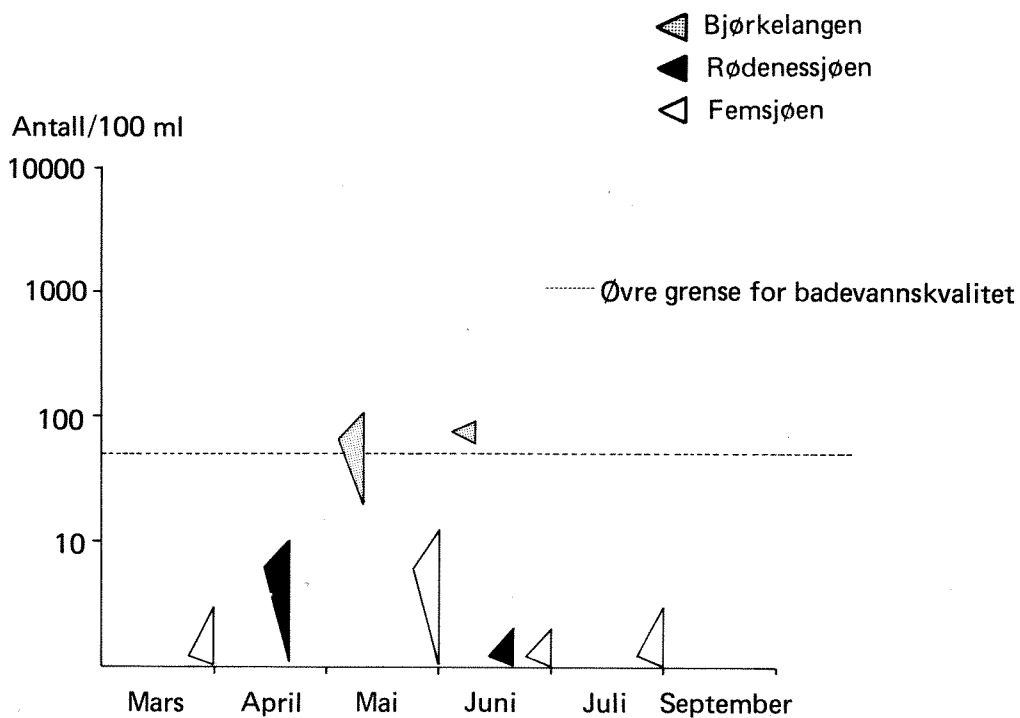 Bjørkelangen
Rødenessjøen
Femsjøen
Antall/100 ml
10000
1000
Øvre grense for badevannskvalitet
100
10
Mars April Mai Juni Juli September